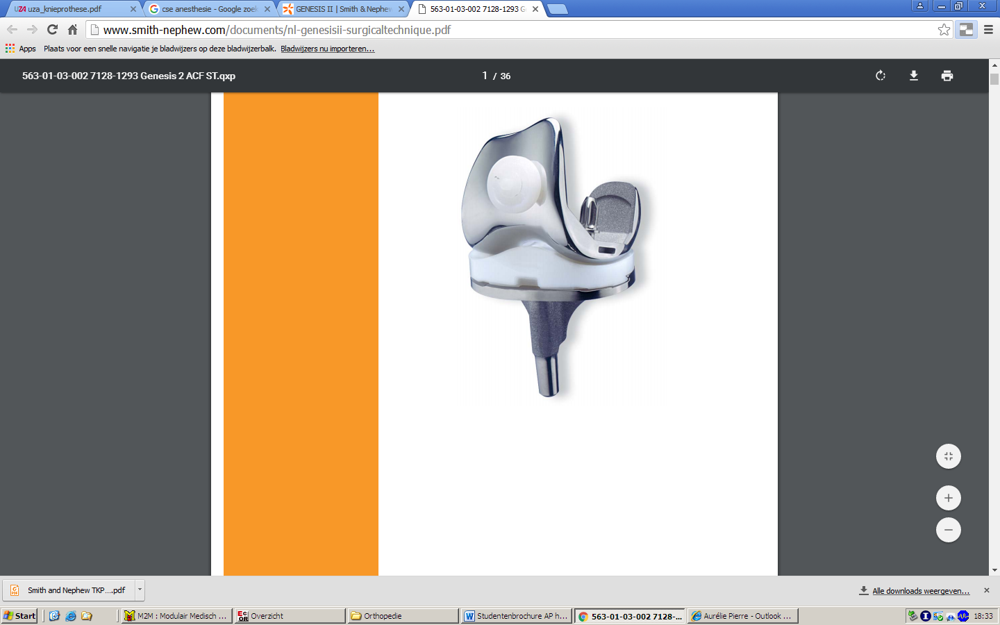 UZA uza_knieprothese.pdf
cse anesthesie - Google zoek
GENESIS II | Smith & Nephew
563-01-03-002 7128-1293 G
www.smith-nephew.com/documents/nl-genesisii-surgicaltechnique.pdf
Apps Plaats voor een snelle navigatie je bladwijzers op deze bladwijzerbalk. Bladwijzers nu importeren...
563-01-03-002 7128-1293 Genesis 2 ACF ST.qxp
1 / 36
Smith and Nephew TKP....pdf
Alle downloads weergeven...
Start
M2M : Modulair Medisch ...
Overzicht
Orthopedie
Studentenbrochure AP h...
563-01-03-002 7128-...
Aurélie Pierre - Outlook ...
18:33